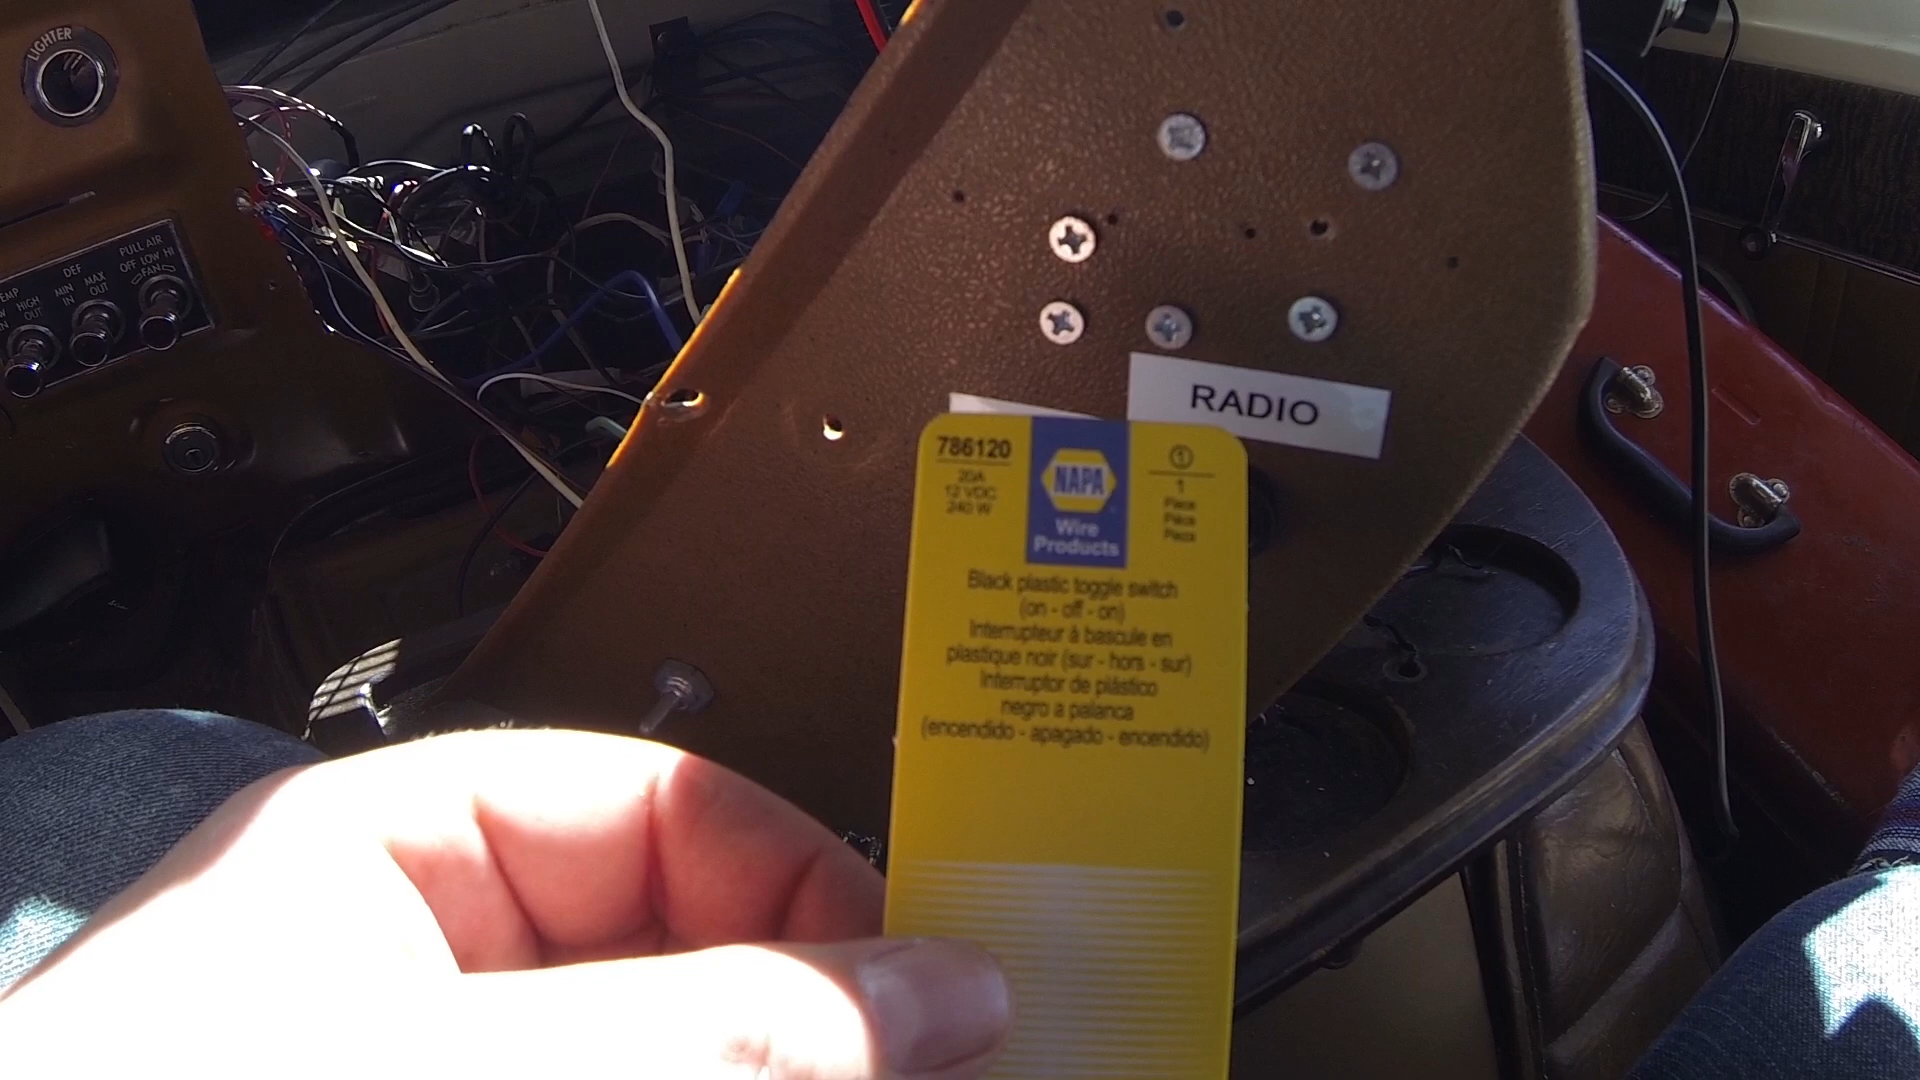 LIGHTER
PULL AIR
OFF LOW HI
FAN
DEF
MIN MAX
IN OUT
HIGH
OUT
RADIO
786120
20A
12 VDC
240 W
NAPA
Wire
Products
1
1
Piece
Pièce
Pieza
Black plastic toggle switch
(on - off - on)
Interrupteur à bascule en
plastique noir (sur - hors - sur)
Interruptor de plástico
negro a palanca
(encendido - apagado - encendido)